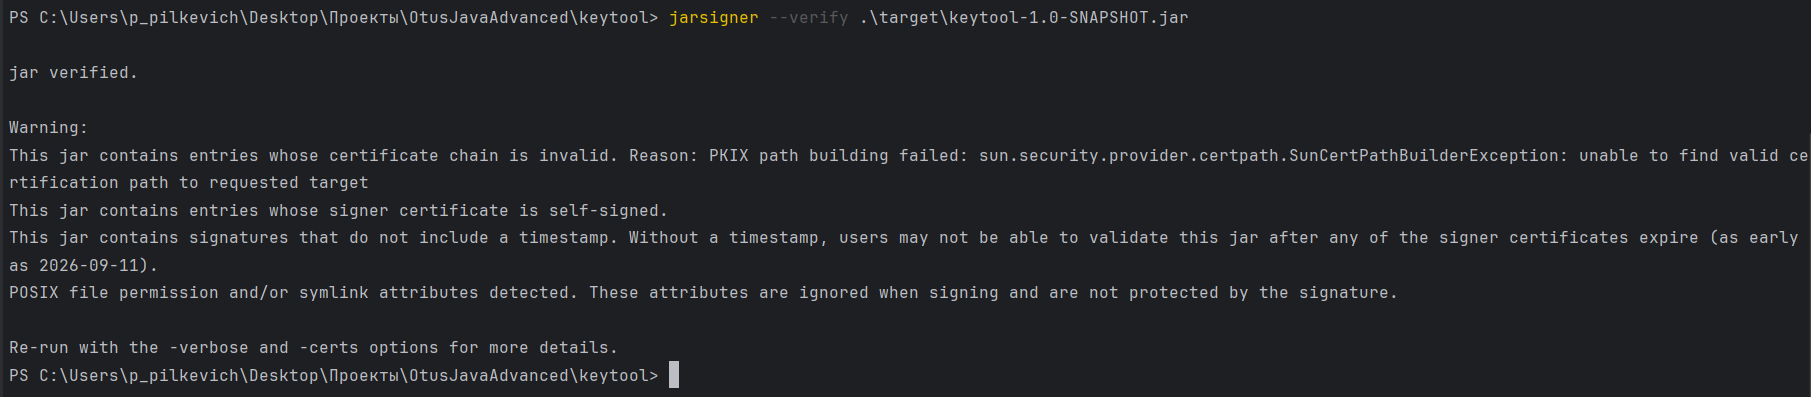 PS C:\Users\p_pilkevich\Desktop\Проекты\OtusJavaAdvanced\keytool> jarsigner --verify .\target\keytool-1.0-SNAPSHOT.jar
jar verified.
Warning:
This jar contains entries whose certificate chain is invalid. Reason: PKIX path building failed: sun.security.provider.certpath.SunCertPathBuilderException: unable to find valid ce
rtification path to requested target
This jar contains entries whose signer certificate is self-signed.
This jar contains signatures that do not include a timestamp. Without a timestamp, users may not be able to validate this jar after any of the signer certificates expire (as early
as 2026-09-11).
POSIX file permission and/or symlink attributes detected. These attributes are ignored when signing and are not protected by the signature.
Re-run with the -verbose and -certs options for more details.
PS C:\Users\p_pilkevich\Desktop\Проекты\OtusJavaAdvanced\keytool>